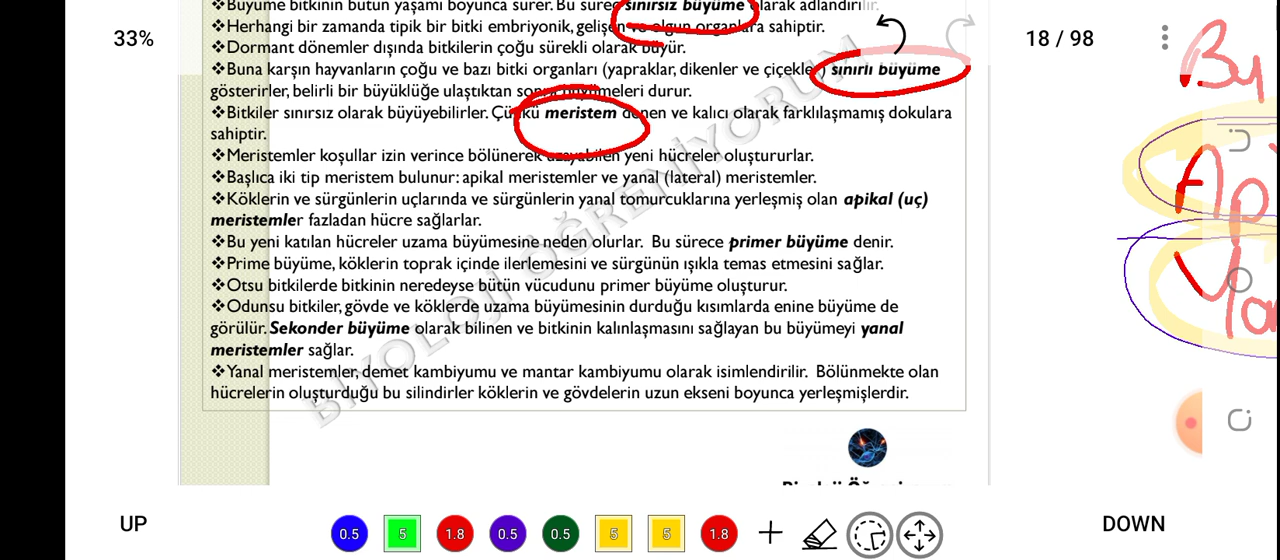 ❖Büyüme bitkinin bütün yaşamı boyunca sürer. Bu süreç sınırsız büyüme olarak adlandırılır.
❖Herhangi bir zamanda tipik bir bitki embriyonik, gelişen ve olgun organlara sahiptir.
❖Dormant dönemler dışında bitkilerin çoğu sürekli olarak büyür.
33%
18 / 98
❖Buna karşın hayvanların çoğu ve bazı bitki organları (yapraklar, dikenler ve çiçekler) sınırlı büyüme
gösterirler, belirli bir büyüklüğe ulaştıktan sonra büyümeleri durur.
❖Bitkiler sınırsız olarak büyüyebilirler. Çünkü meristem denen ve kalıcı olarak farklılaşmamış dokulara
sahiptir.
❖Meristemler koşullar izin verince bölünerek uzayabilen yeni hücreler oluştururlar.
❖Başlıca iki tip meristem bulunur: apikal meristemler ve yanal (lateral) meristemler.
❖Köklerin ve sürgünlerin uçlarında ve sürgünlerin yanal tomurcuklarına yerleşmiş olan apikal (uç)
meristemler fazladan hücre sağlarlar.
❖Bu yeni katılan hücreler uzama büyümesine neden olurlar. Bu sürece primer büyüme denir.
❖Prime büyüme, köklerin toprak içinde ilerlemesini ve sürgünün ışıkla temas etmesini sağlar.
❖Otsu bitkilerde bitkinin neredeyse bütün vücudunu primer büyüme oluşturur.
❖Odunsu bitkiler, gövde ve köklerde uzama büyümesinin durduğu kısımlarda enine büyüme de
görülür. Sekonder büyüme olarak bilinen ve bitkinin kalınlaşmasını sağlayan bu büyümeyi yanal
meristemler sağlar.
❖Yanal meristemler, demet kambiyumu ve mantar kambiyumu olarak isimlendirilir. Bölünmekte olan
hücrelerin oluşturduğu bu silindirler köklerin ve gövdelerin uzun ekseni boyunca yerleşmişlerdir.
BİYOLOJİ ÖĞRENİYORUM
By
Ap
Yan
UP
0.5
5
1.8
0.5
0.5
5
5
1.8
DOWN